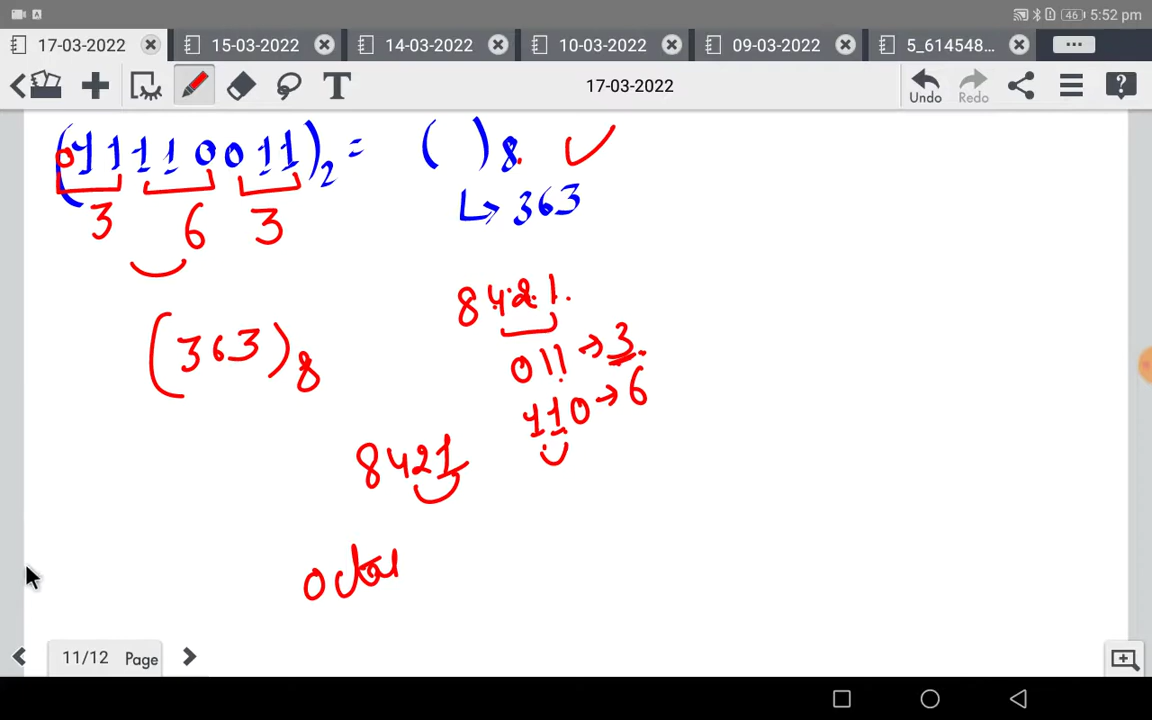 5:52 pm
46
17-03-2022 15-03-2022 14-03-2022 10-03-2022 09-03-2022 5_614548... ...
T 17-03-2022 Undo Redo ?
(011110011)₂ = ( )₈
3 6 3 ↳ 363
8421.
(363)₈ 011 → 3.
110 → 6
8421
octal
11/12 Page